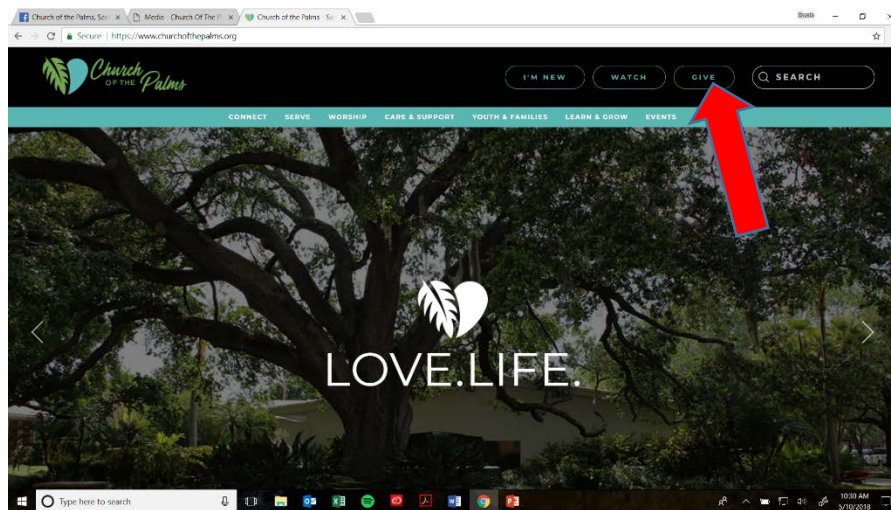 Church of the Palms, Sar
Media - Church Of The P
Church of the Palms - Sa
Secure | https://www.churchofthepalms.org
Church
OF THE Palms
I'M NEW
WATCH
GIVE
SEARCH
CONNECT SERVE WORSHIP CARE & SUPPORT YOUTH & FAMILIES LEARN & GROW EVENTS
LOVE.LIFE.
Type here to search
10:30 AM
5/10/2018